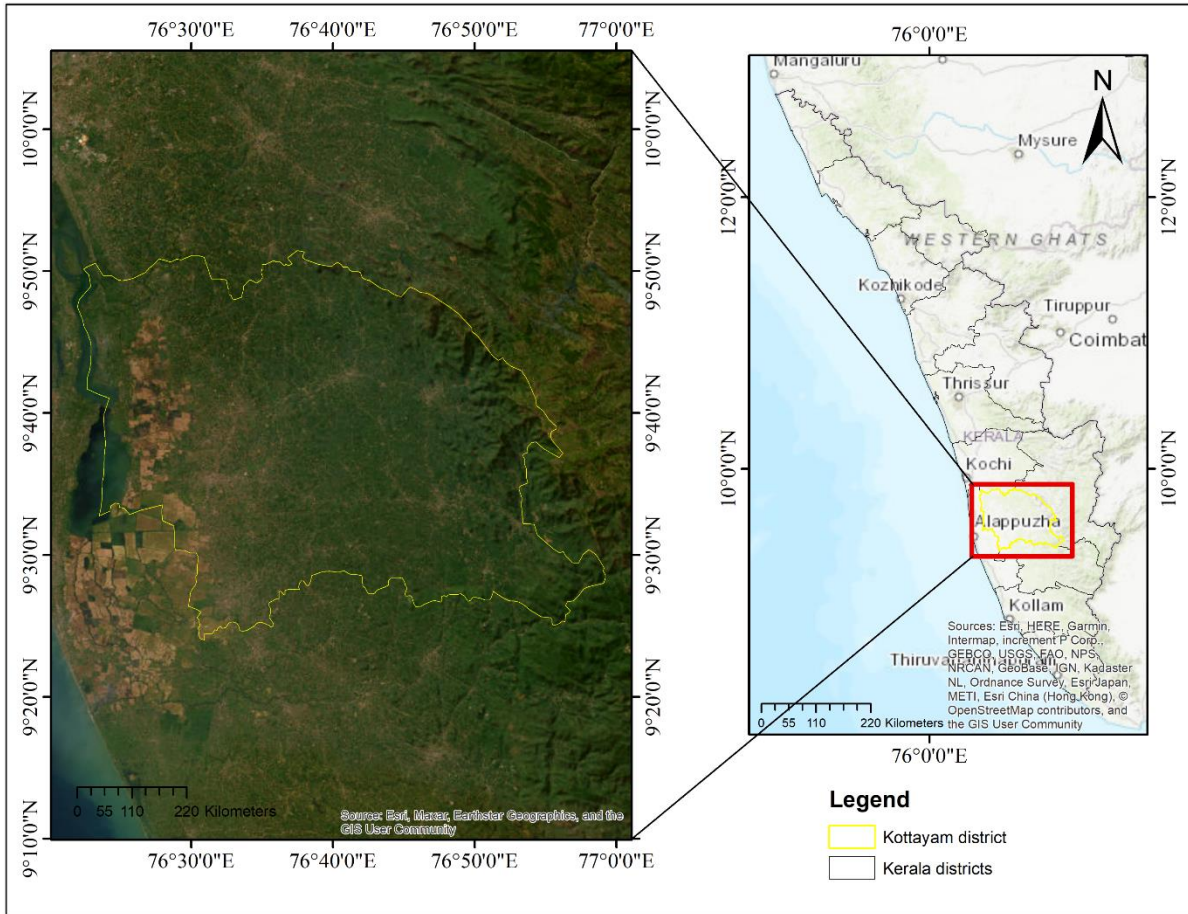 76°30'0"E 76°40'0"E 76°50'0"E 77°0'0"E
10°0'0"N
9°50'0"N
9°40'0"N
9°30'0"N
9°20'0"N
9°10'0"N
10°0'0"N
9°50'0"N
9°40'0"N
9°30'0"N
9°20'0"N
9°10'0"N
0 55 110 220 Kilometers
Source: Esri, Maxar, Earthstar Geographics, and the
GIS User Community
76°30'0"E 76°40'0"E 76°50'0"E 77°0'0"E
76°0'0"E
12°0'0"N
10°0'0"N
12°0'0"N
10°0'0"N
Mangaluru
N
Mysure
WESTERN GHATS
Kozhikode
Tiruppur
Coimbat
Thrissur
KERALA
Kochi
Alappuzha
Kollam
Thiruvananthapuram
Sources: Esri, HERE, Garmin,
Intermap, increment P Corp.,
GEBCO, USGS, FAO, NPS,
NRCAN, GeoBase, IGN, Kadaster
NL, Ordnance Survey, Esri Japan,
METI, Esri China (Hong Kong), ©
OpenStreetMap contributors, and
the GIS User Community
0 55 110 220 Kilometers
76°0'0"E
Legend
Kottayam district
Kerala districts